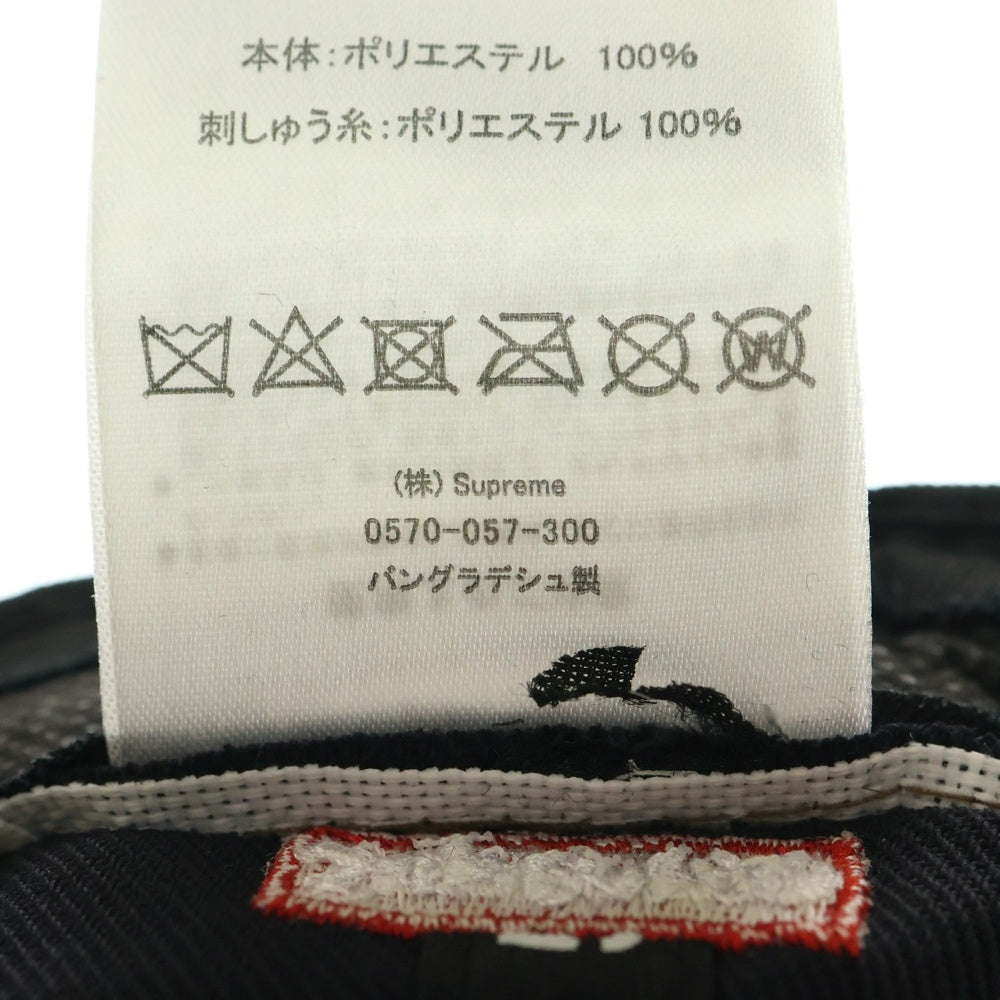 本体:ポリエステル 100%
刺しゅう糸:ポリエステル 100%
(株) Supreme
0570-057-300
バングラデシュ製